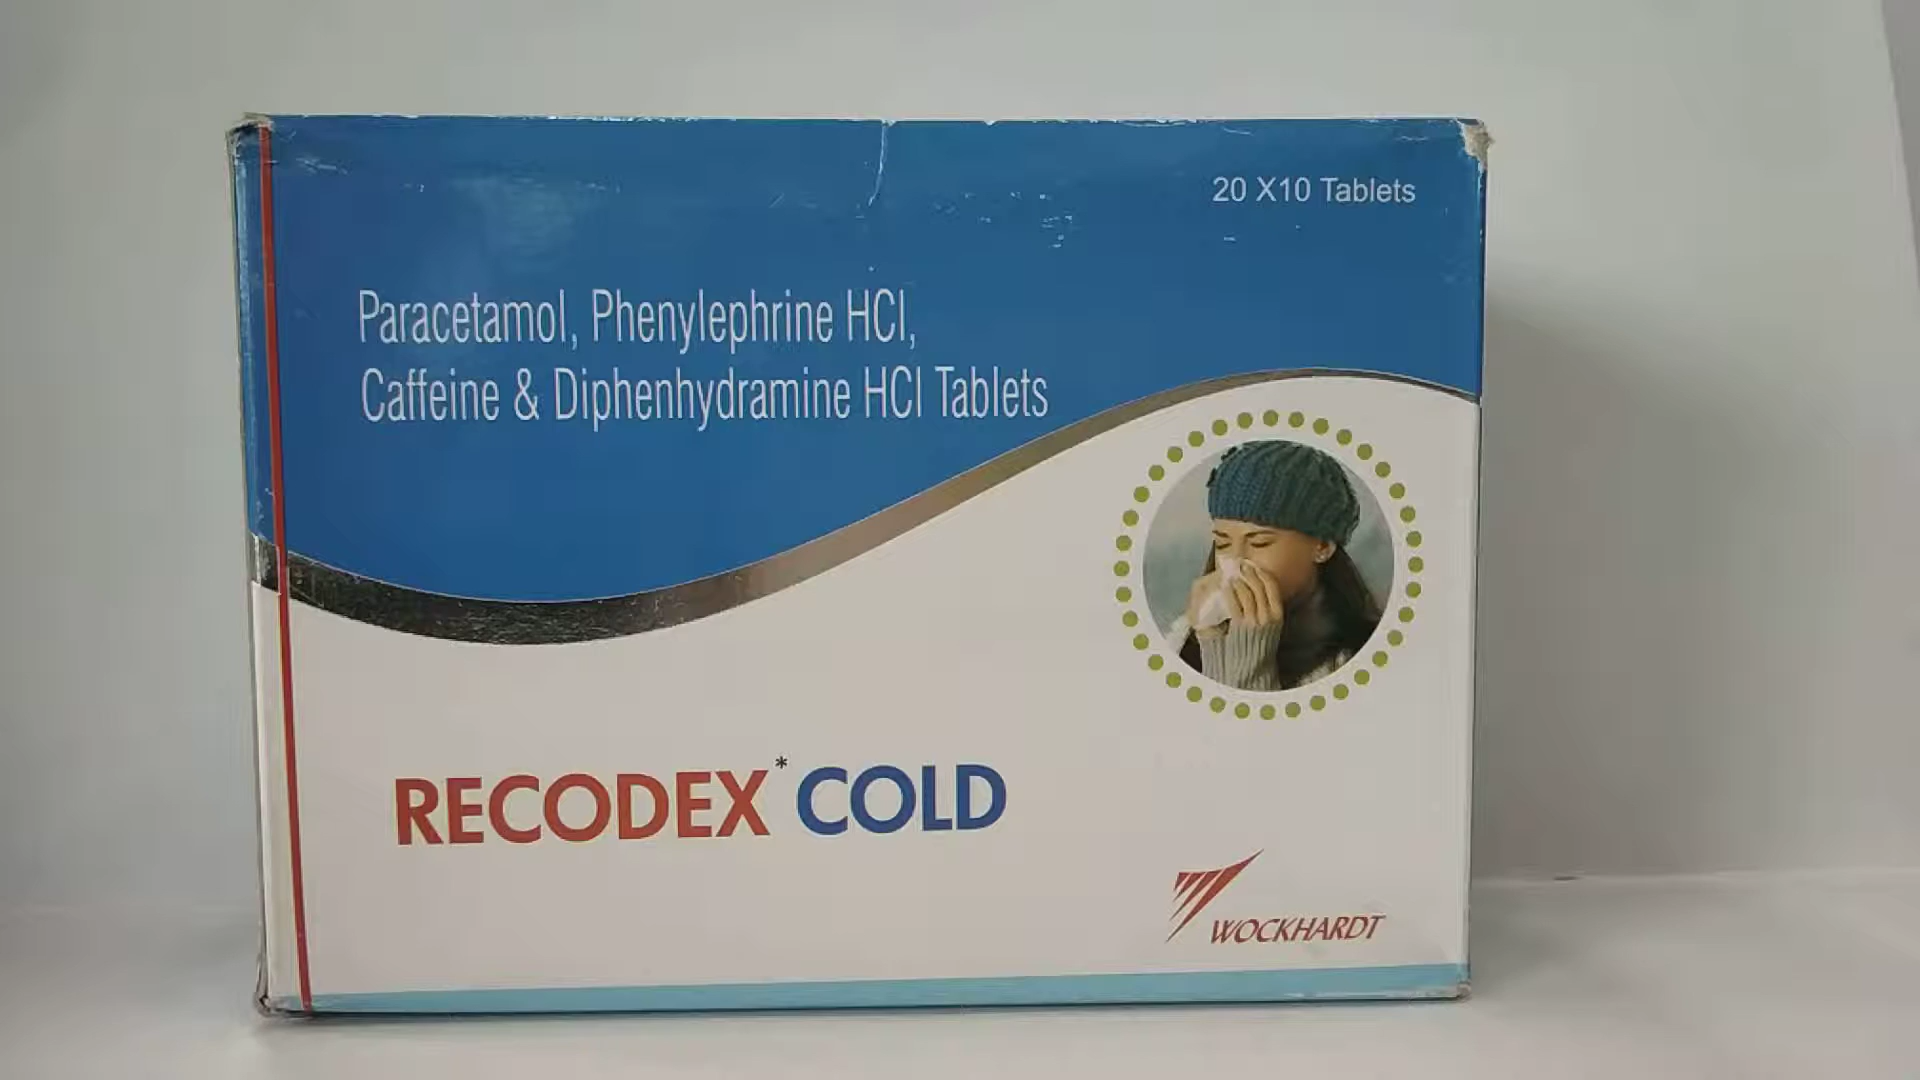 20 X10 Tablets
Paracetamol, Phenylephrine HCl,
Caffeine & Diphenhydramine HCl Tablets
RECODEX* COLD
WOCKHARDT